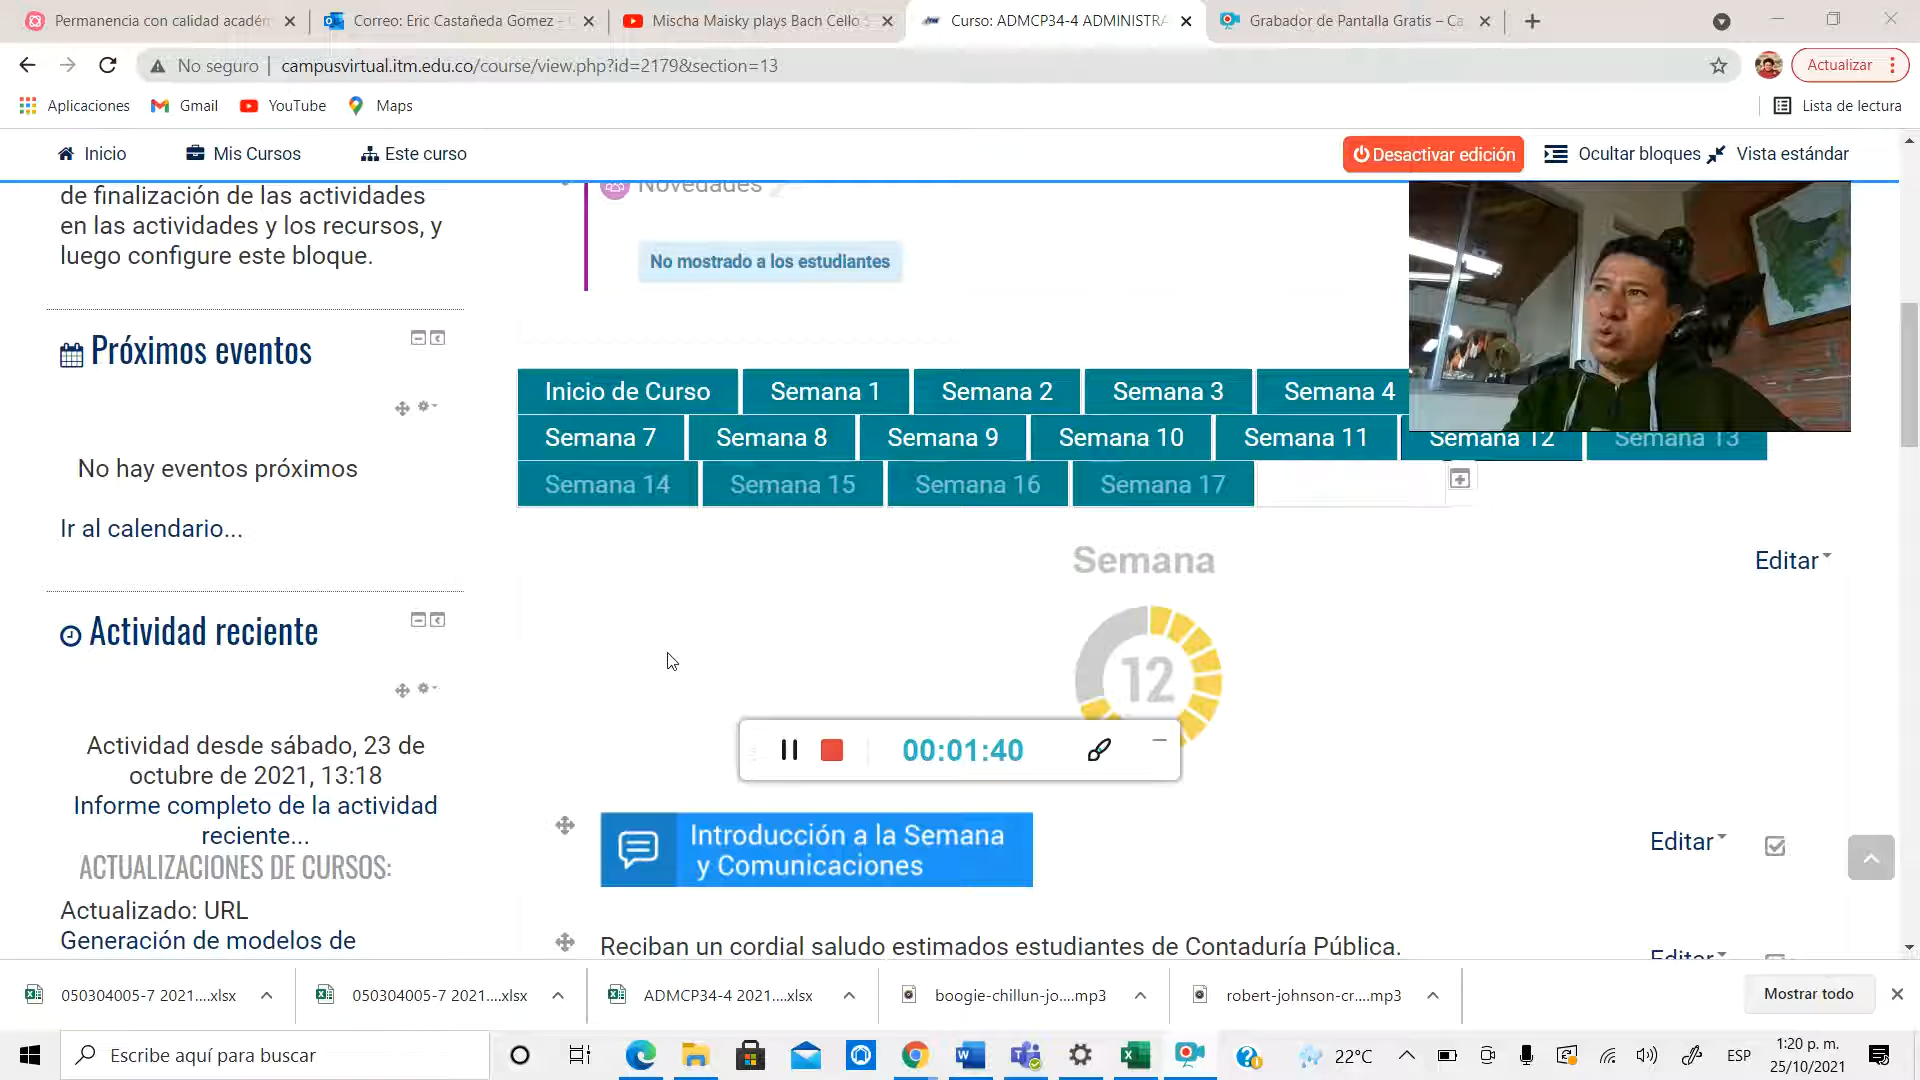 Permanencia con calidad académ
Correo: Eric Castañeda Gomez -
Mischa Maisky plays Bach Cello S
Curso: ADMCP34-4 ADMINISTRA
Grabador de Pantalla Gratis – Ca
No seguro | campusvirtual.itm.edu.co/course/view.php?id=2179&section=13
Actualizar
Aplicaciones Gmail YouTube Maps Lista de lectura
Inicio Mis Cursos Este curso Desactivar edición Ocultar bloques Vista estándar
de finalización de las actividades
en las actividades y los recursos, y
luego configure este bloque.
Novedades
No mostrado a los estudiantes
Próximos eventos
No hay eventos próximos
Ir al calendario...
Inicio de Curso Semana 1 Semana 2 Semana 3 Semana 4
Semana 7 Semana 8 Semana 9 Semana 10 Semana 11 Semana 12 Semana 13
Semana 14 Semana 15 Semana 16 Semana 17
Semana
12
Editar
Actividad reciente
Actividad desde sábado, 23 de
octubre de 2021, 13:18
Informe completo de la actividad
reciente...
ACTUALIZACIONES DE CURSOS:
Actualizado: URL
Generación de modelos de
00:01:40
Introducción a la Semana
y Comunicaciones
Editar
Reciban un cordial saludo estimados estudiantes de Contaduría Pública.
Editar
050304005-7 2021....xlsx
050304005-7 2021....xlsx
ADMCP34-4 2021....xlsx
boogie-chillun-jo....mp3
robert-johnson-cr....mp3
Mostrar todo
Escribe aquí para buscar
22°C
ESP
1:20 p. m.
25/10/2021